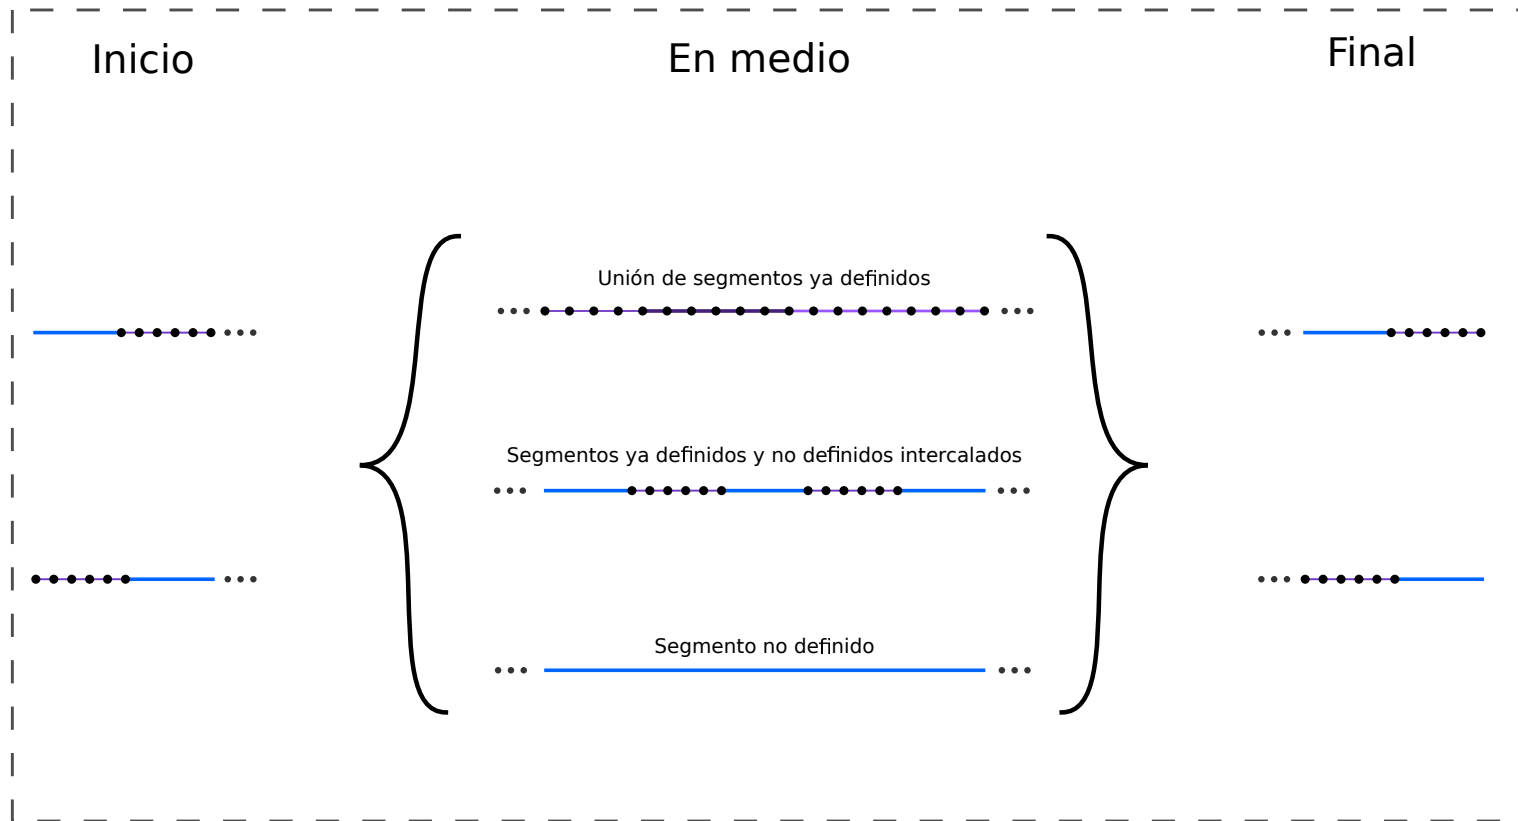 Inicio
En medio
Final
Unión de segmentos ya definidos
Segmentos ya definidos y no definidos intercalados
Segmento no definido